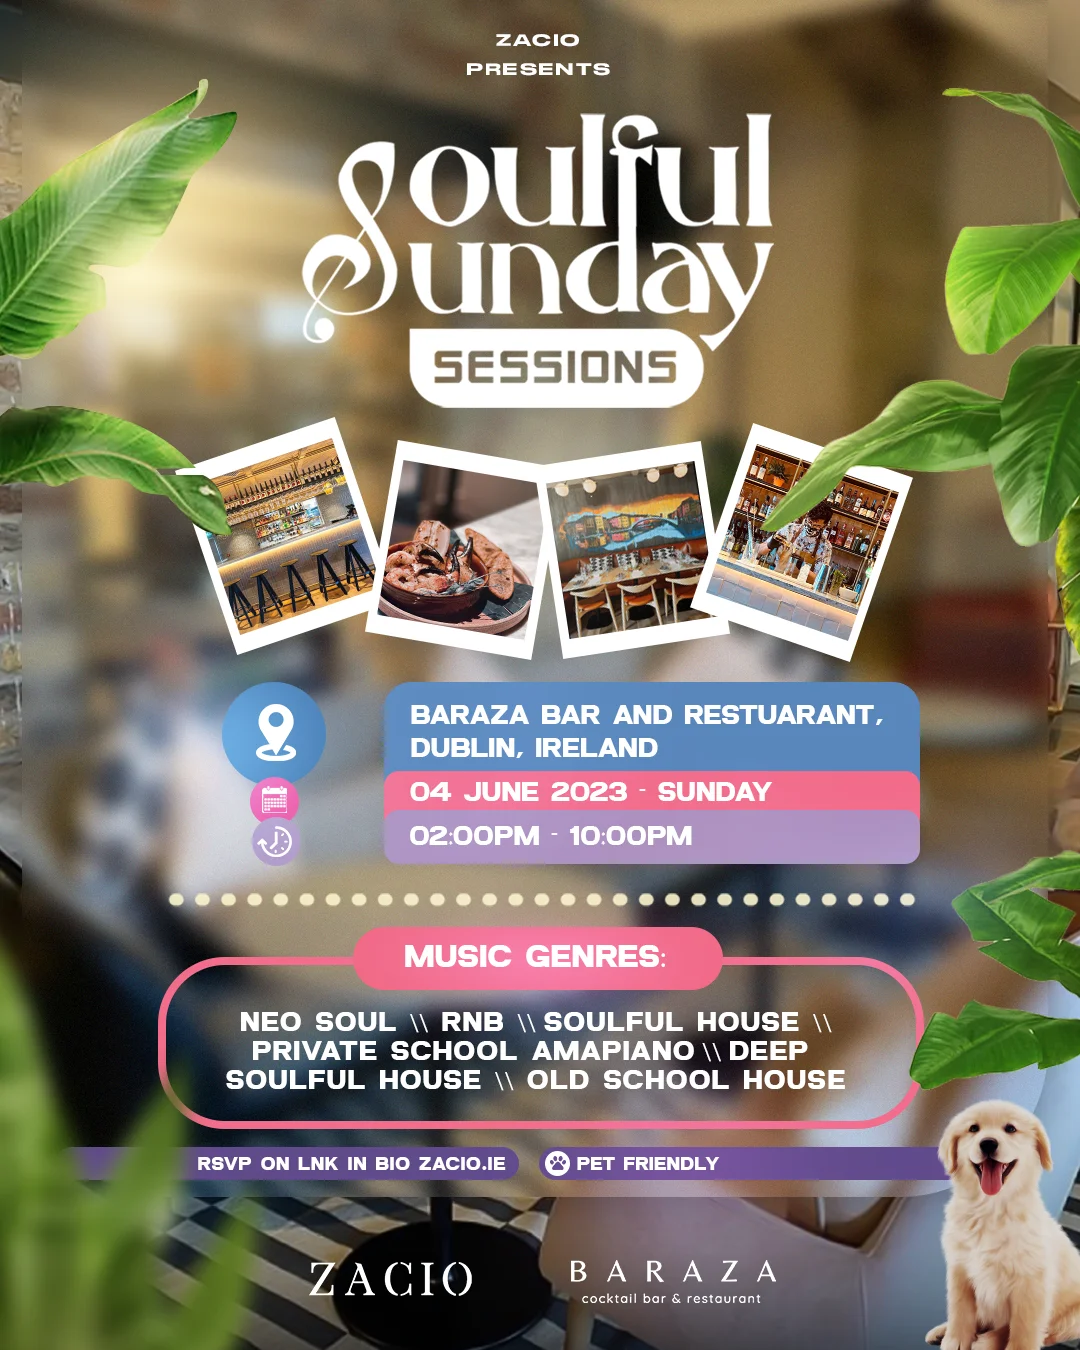 ZACIO
PRESENTS
Soulful
Sunday
SESSIONS
BARAZA BAR AND RESTUARANT,
DUBLIN, IRELAND
04 JUNE 2023 - SUNDAY
02:00PM - 10:00PM
MUSIC GENRES:
NEO SOUL \\ RNB \\ SOULFUL HOUSE \\
PRIVATE SCHOOL AMAPIANO \\ DEEP
SOULFUL HOUSE \\ OLD SCHOOL HOUSE
RSVP ON LNK IN BIO ZACIO.IE
PET FRIENDLY
ZACIO
BARAZA
cocktail bar & restaurant